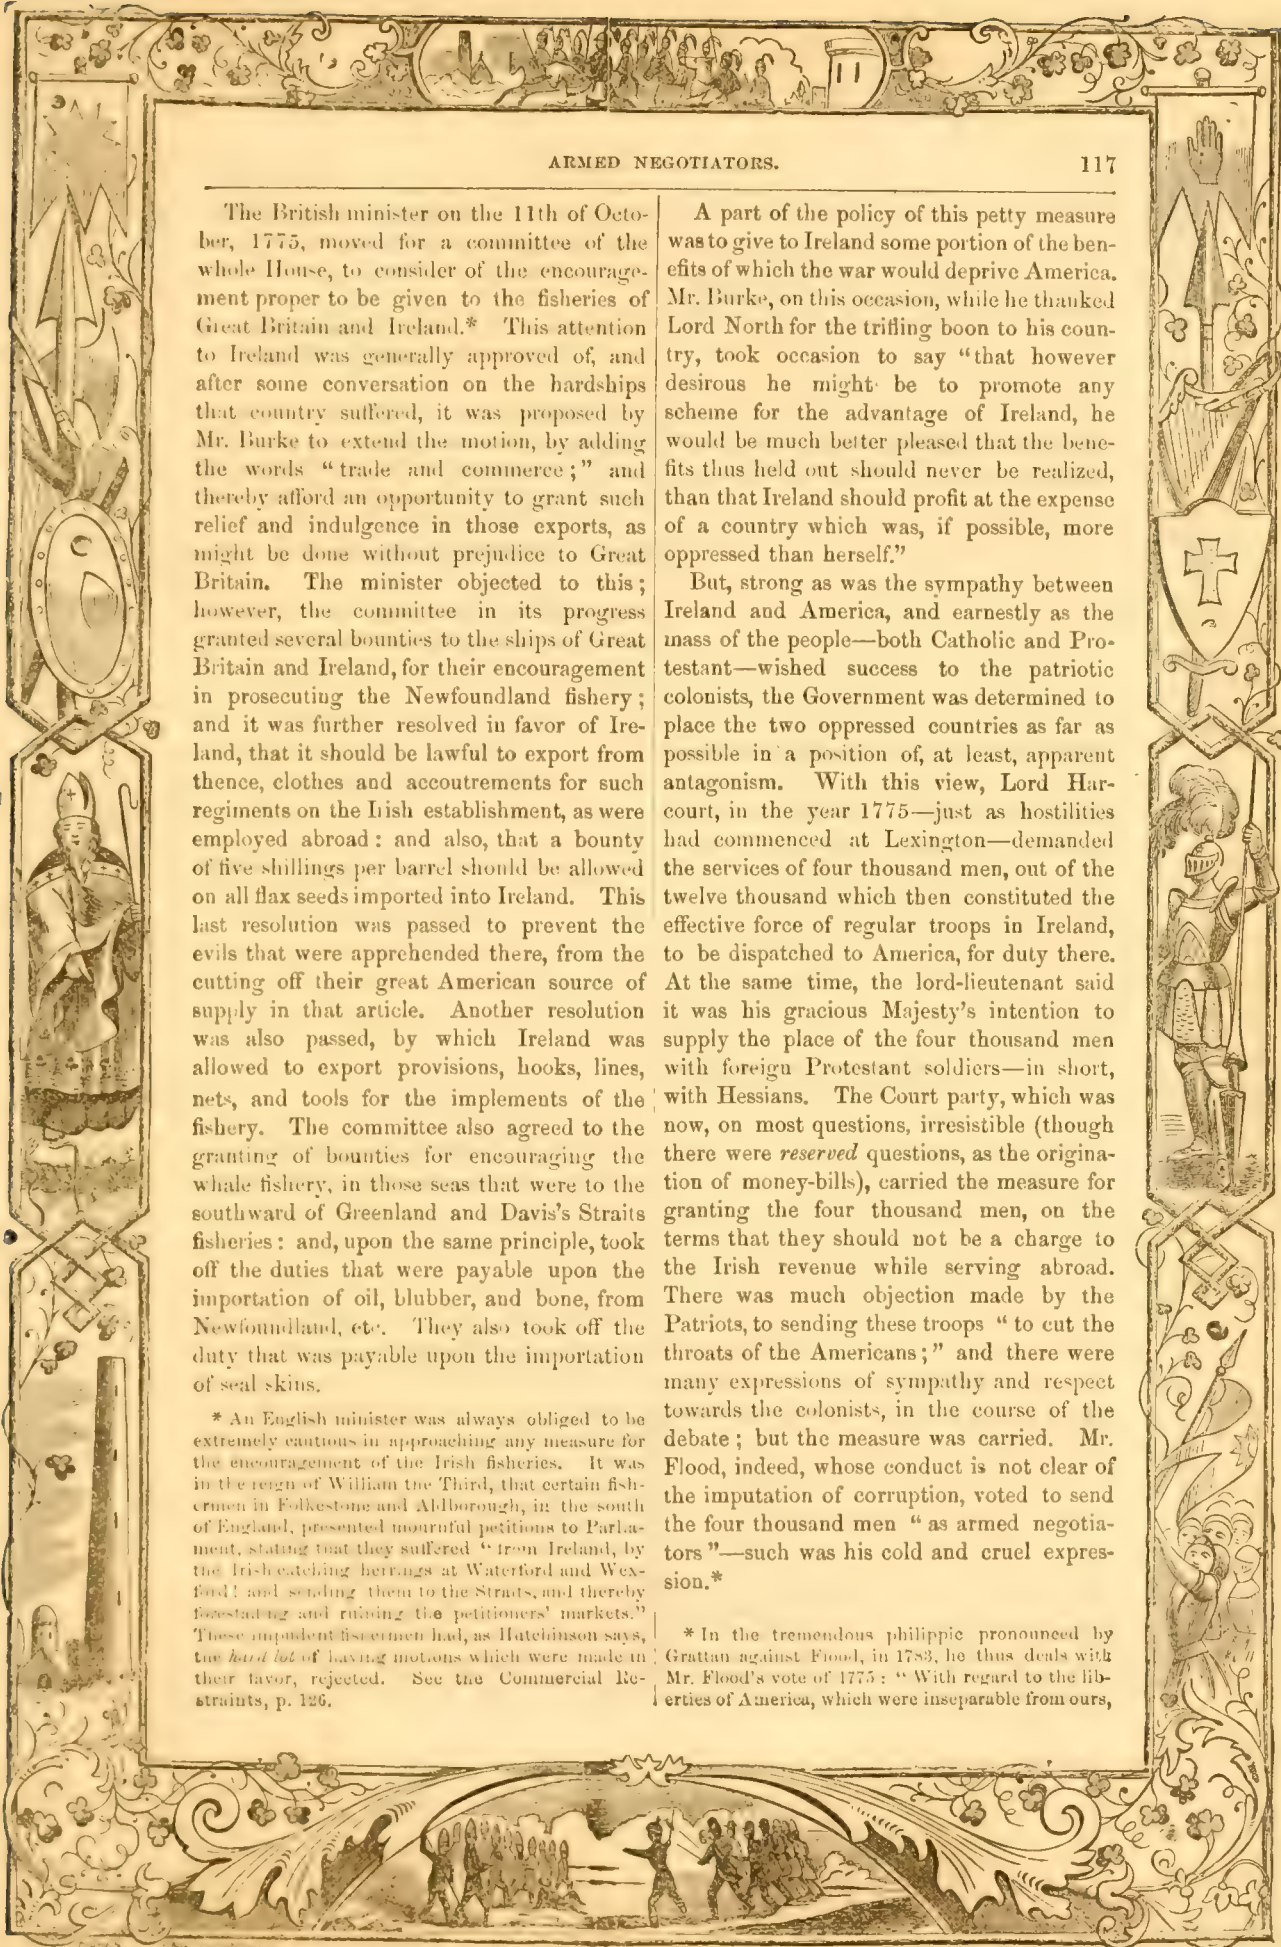 ARMED NEGOTIATORS.
117
The British minister on the 11th of Octo-
ber, 1775, moved for a committee of the
whole House, to consider of the encourage-
ment proper to be given to the fisheries of
Great Britain and Ireland.* This attention
to Ireland was generally approved of, and
after some conversation on the hardships
that country suffered, it was proposed by
Mr. Burke to extend the motion, by adding
the words “trade and commerce;” and
thereby afford an opportunity to grant such
relief and indulgence in those exports, as
might be done without prejudice to Great
Britain. The minister objected to this;
however, the committee in its progress
granted several bounties to the ships of Great
Britain and Ireland, for their encouragement
in prosecuting the Newfoundland fishery;
and it was further resolved in favor of Ire-
land, that it should be lawful to export from
thence, clothes and accoutrements for such
regiments on the Irish establishment, as were
employed abroad: and also, that a bounty
of five shillings per barrel should be allowed
on all flax seeds imported into Ireland. This
last resolution was passed to prevent the
evils that were apprehended there, from the
cutting off their great American source of
supply in that article. Another resolution
was also passed, by which Ireland was
allowed to export provisions, hooks, lines,
nets, and tools for the implements of the
fishery. The committee also agreed to the
granting of bounties for encouraging the
whale fishery, in those seas that were to the
southward of Greenland and Davis's Straits
fisheries: and, upon the same principle, took
off the duties that were payable upon the
importation of oil, blubber, and bone, from
Newfoundland, etc. They also took off the
duty that was payable upon the importation
of seal skins.
* An English minister was always obliged to be
extremely cautious in approaching any measure for
the encouragement of the Irish fisheries. It was
in the reign of William the Third, that certain fish-
ermen in Folkestone and Aldborough, in the south
of England, presented mournful petitions to Parlia-
ment, stating that they suffered “from Ireland, by
the Irish catching herrings at Waterford and Wex-
ford! and sending them to the Straits, and thereby
forestalling and ruining the petitioners' markets.”
These impudent fishermen had, as Hutchinson says,
the hard lot of having motions which were made in
their favor, rejected. See the Commercial Re-
straints, p. 126.
A part of the policy of this petty measure
was to give to Ireland some portion of the ben-
efits of which the war would deprive America.
Mr. Burke, on this occasion, while he thanked
Lord North for the trifling boon to his coun-
try, took occasion to say “that however
desirous he might be to promote any
scheme for the advantage of Ireland, he
would be much better pleased that the bene-
fits thus held out should never be realized,
than that Ireland should profit at the expense
of a country which was, if possible, more
oppressed than herself.”
But, strong as was the sympathy between
Ireland and America, and earnestly as the
mass of the people—both Catholic and Pro-
testant—wished success to the patriotic
colonists, the Government was determined to
place the two oppressed countries as far as
possible in a position of, at least, apparent
antagonism. With this view, Lord Har-
court, in the year 1775—just as hostilities
had commenced at Lexington—demanded
the services of four thousand men, out of the
twelve thousand which then constituted the
effective force of regular troops in Ireland,
to be dispatched to America, for duty there.
At the same time, the lord-lieutenant said
it was his gracious Majesty's intention to
supply the place of the four thousand men
with foreign Protestant soldiers—in short,
with Hessians. The Court party, which was
now, on most questions, irresistible (though
there were reserved questions, as the origina-
tion of money-bills), carried the measure for
granting the four thousand men, on the
terms that they should not be a charge to
the Irish revenue while serving abroad.
There was much objection made by the
Patriots, to sending these troops “to cut the
throats of the Americans;” and there were
many expressions of sympathy and respect
towards the colonists, in the course of the
debate; but the measure was carried. Mr.
Flood, indeed, whose conduct is not clear of
the imputation of corruption, voted to send
the four thousand men “as armed negotia-
tors”—such was his cold and cruel expres-
sion.*
* In the tremendous philippic pronounced by
Grattan against Flood, in 1783, he thus deals with
Mr. Flood's vote of 1775: “With regard to the lib-
erties of America, which were inseparable from ours,